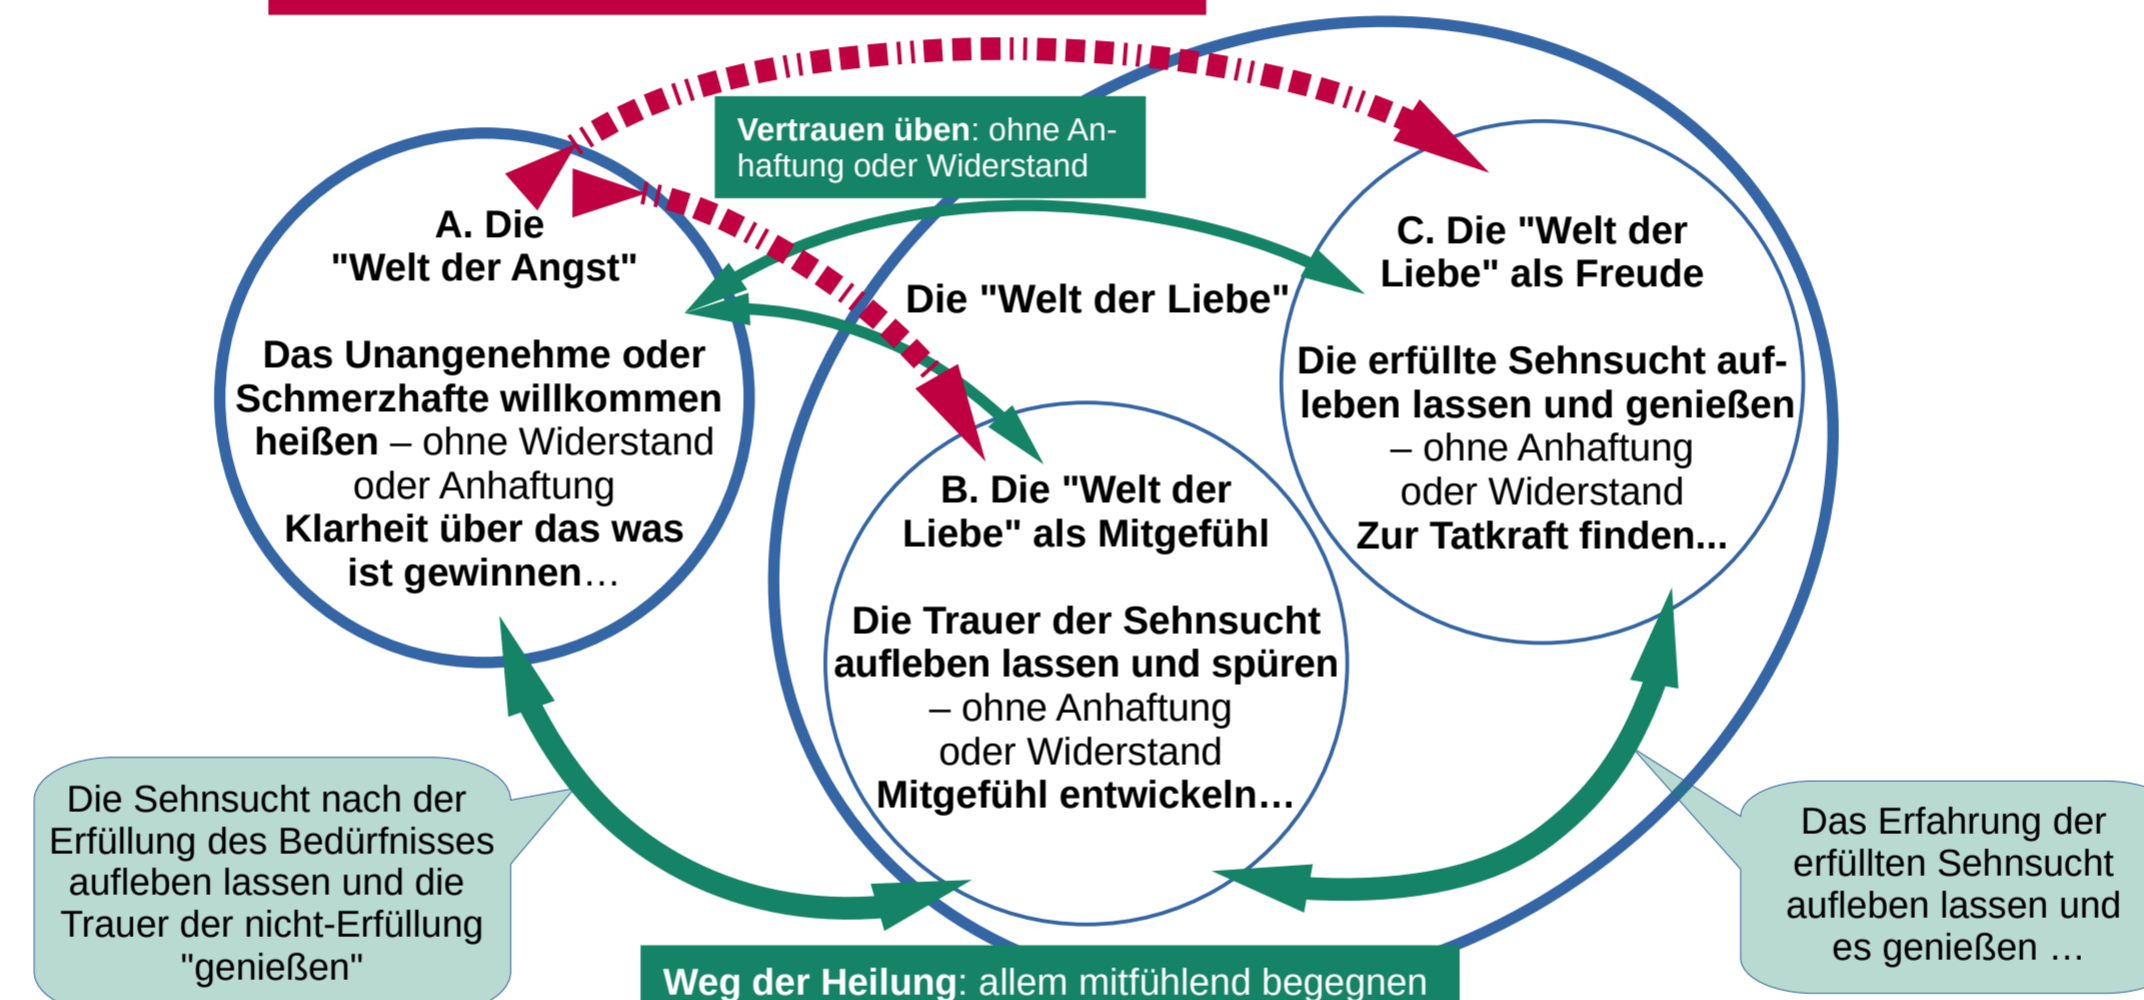 Vertrauen üben: ohne An-
haftung oder Widerstand
A. Die
"Welt der Angst"
Das Unangenehme oder
Schmerzhafte willkommen
heißen – ohne Widerstand
oder Anhaftung
Klarheit über das was
ist gewinnen…
Die "Welt der Liebe"
C. Die "Welt der
Liebe" als Freude
Die erfüllte Sehnsucht auf-
leben lassen und genießen
– ohne Anhaftung
oder Widerstand
Zur Tatkraft finden...
B. Die "Welt der
Liebe" als Mitgefühl
Die Trauer der Sehnsucht
aufleben lassen und spüren
– ohne Anhaftung
oder Widerstand
Mitgefühl entwickeln…
Die Sehnsucht nach der
Erfüllung des Bedürfnisses
aufleben lassen und die
Trauer der nicht-Erfüllung
"genießen"
Das Erfahrung der
erfüllten Sehnsucht
aufleben lassen und
es genießen …
Weg der Heilung: allem mitfühlend begegnen